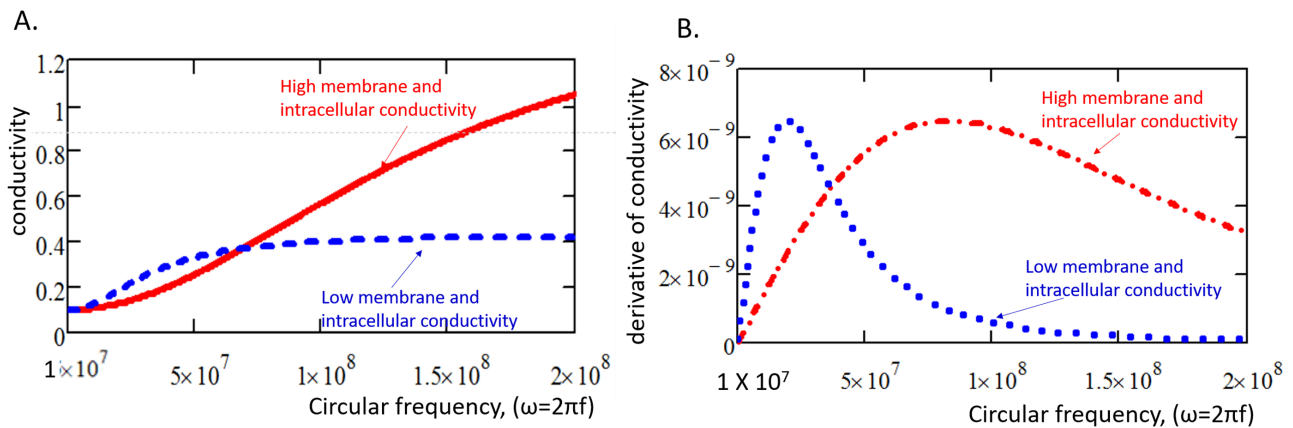 A.
1.2
1
0.8
0.6
0.4
0.2
0
conductivity
High membrane and
intracellular conductivity
Low membrane and
intracellular conductivity
1×10⁷
5×10⁷
1×10⁸
1.5×10⁸
2×10⁸
Circular frequency, (ω=2πf)
B.
8×10⁻⁹
6×10⁻⁹
4×10⁻⁹
2×10⁻⁹
0
derivative of conductivity
High membrane and
intracellular conductivity
Low membrane and
intracellular conductivity
1 X 10⁷
5×10⁷
1×10⁸
1.5×10⁸
2×10⁸
Circular frequency, (ω=2πf)